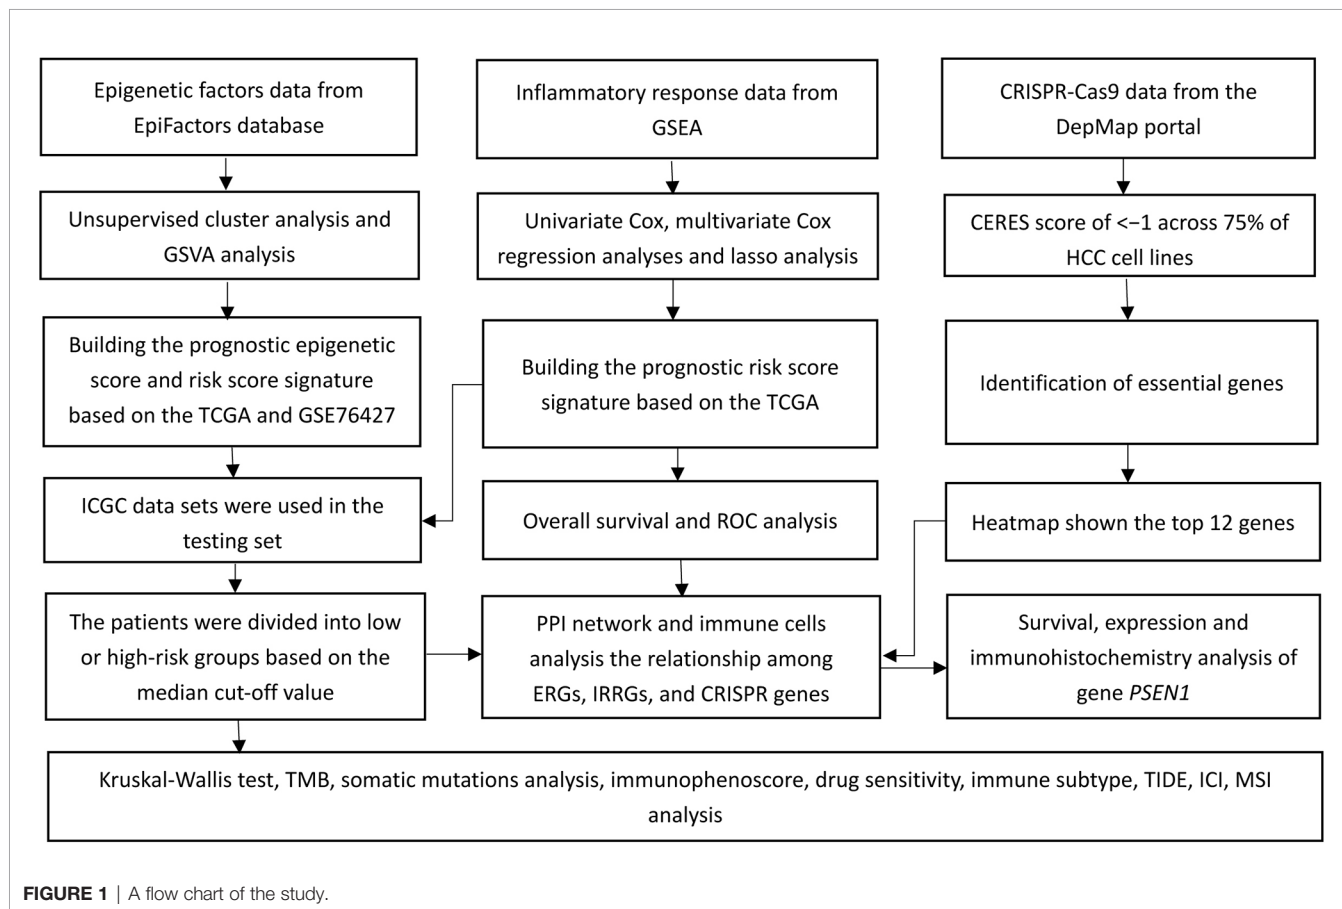 Epigenetic factors data from
EpiFactors database
Unsupervised cluster analysis and
GSVA analysis
Building the prognostic epigenetic
score and risk score signature
based on the TCGA and GSE76427
ICGC data sets were used in the
testing set
The patients were divided into low
or high-risk groups based on the
median cut-off value
Inflammatory response data from
GSEA
Univariate Cox, multivariate Cox
regression analyses and lasso analysis
Building the prognostic risk score
signature based on the TCGA
Overall survival and ROC analysis
PPI network and immune cells
analysis the relationship among
ERGs, IRRGs, and CRISPR genes
CRISPR-Cas9 data from the
DepMap portal
CERES score of <−1 across 75% of
HCC cell lines
Identification of essential genes
Heatmap shown the top 12 genes
Survival, expression and
immunohistochemistry analysis of
gene PSEN1
Kruskal-Wallis test, TMB, somatic mutations analysis, immunophenoscore, drug sensitivity, immune subtype, TIDE, ICI, MSI
analysis
FIGURE 1 | A flow chart of the study.